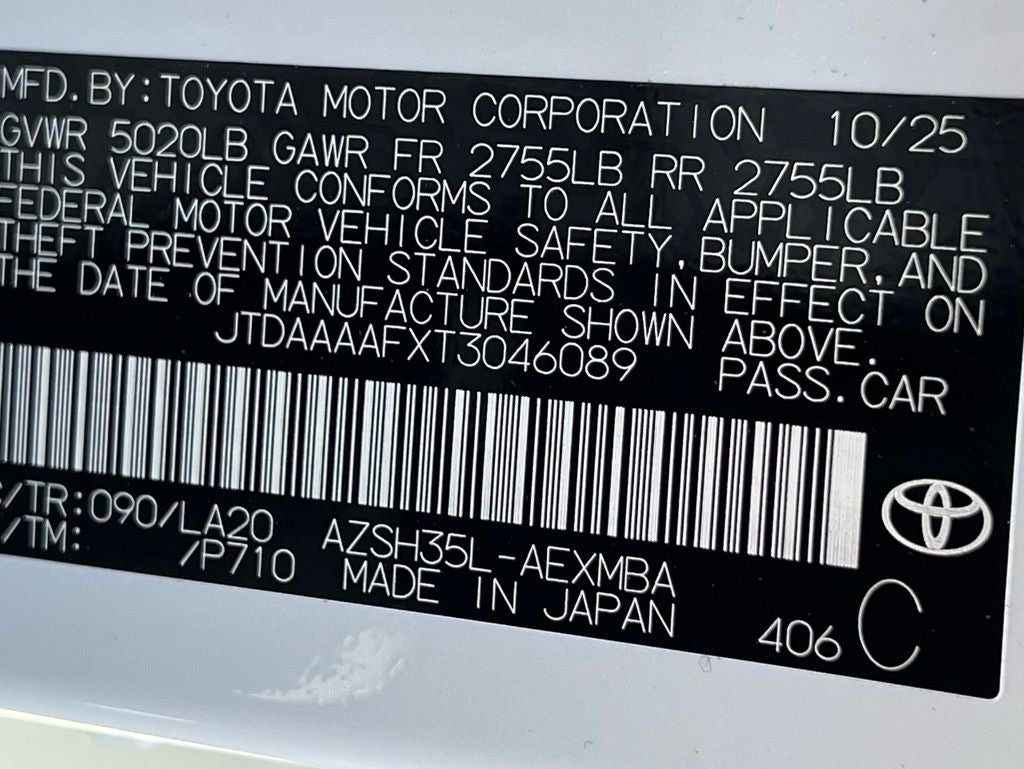 MFD.BY:TOYOTA MOTOR CORPORATION 10/25
GVWR 5020LB GAWR FR 2755LB RR 2755LB
THIS VEHICLE CONFORMS TO ALL APPLICABLE
FEDERAL MOTOR VEHICLE SAFETY,BUMPER,AND
THEFT PREVENTION STANDARDS IN EFFECT ON
THE DATE OF MANUFACTURE SHOWN ABOVE.
JTDAAAAFXT3046089 PASS.CAR
/TR:090/LA20 AZSH35L-AEXMBA
/TM: /P710 MADE IN JAPAN
406 C